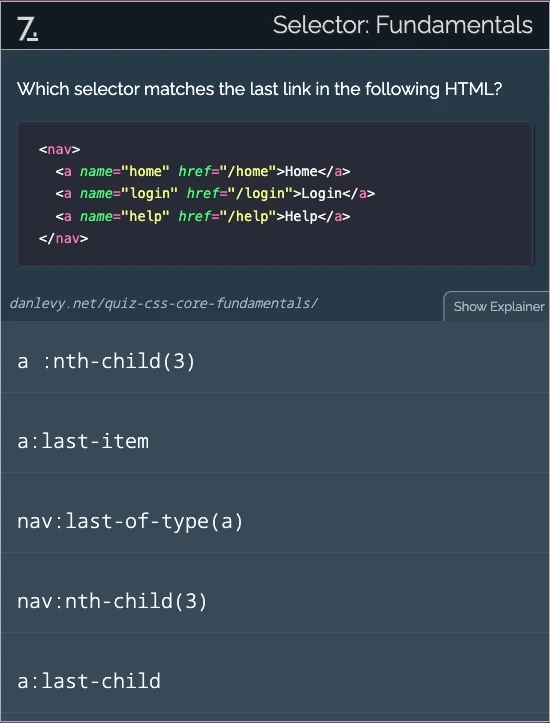 7.
Selector: Fundamentals
Which selector matches the last link in the following HTML?
<nav>
<a name="home" href="/home">Home</a>
<a name="login" href="/login">Login</a>
<a name="help" href="/help">Help</a>
</nav>
danlevy.net/quiz-css-core-fundamentals/
Show Explainer
a :nth-child(3)
a:last-item
nav:last-of-type(a)
nav:nth-child(3)
a:last-child